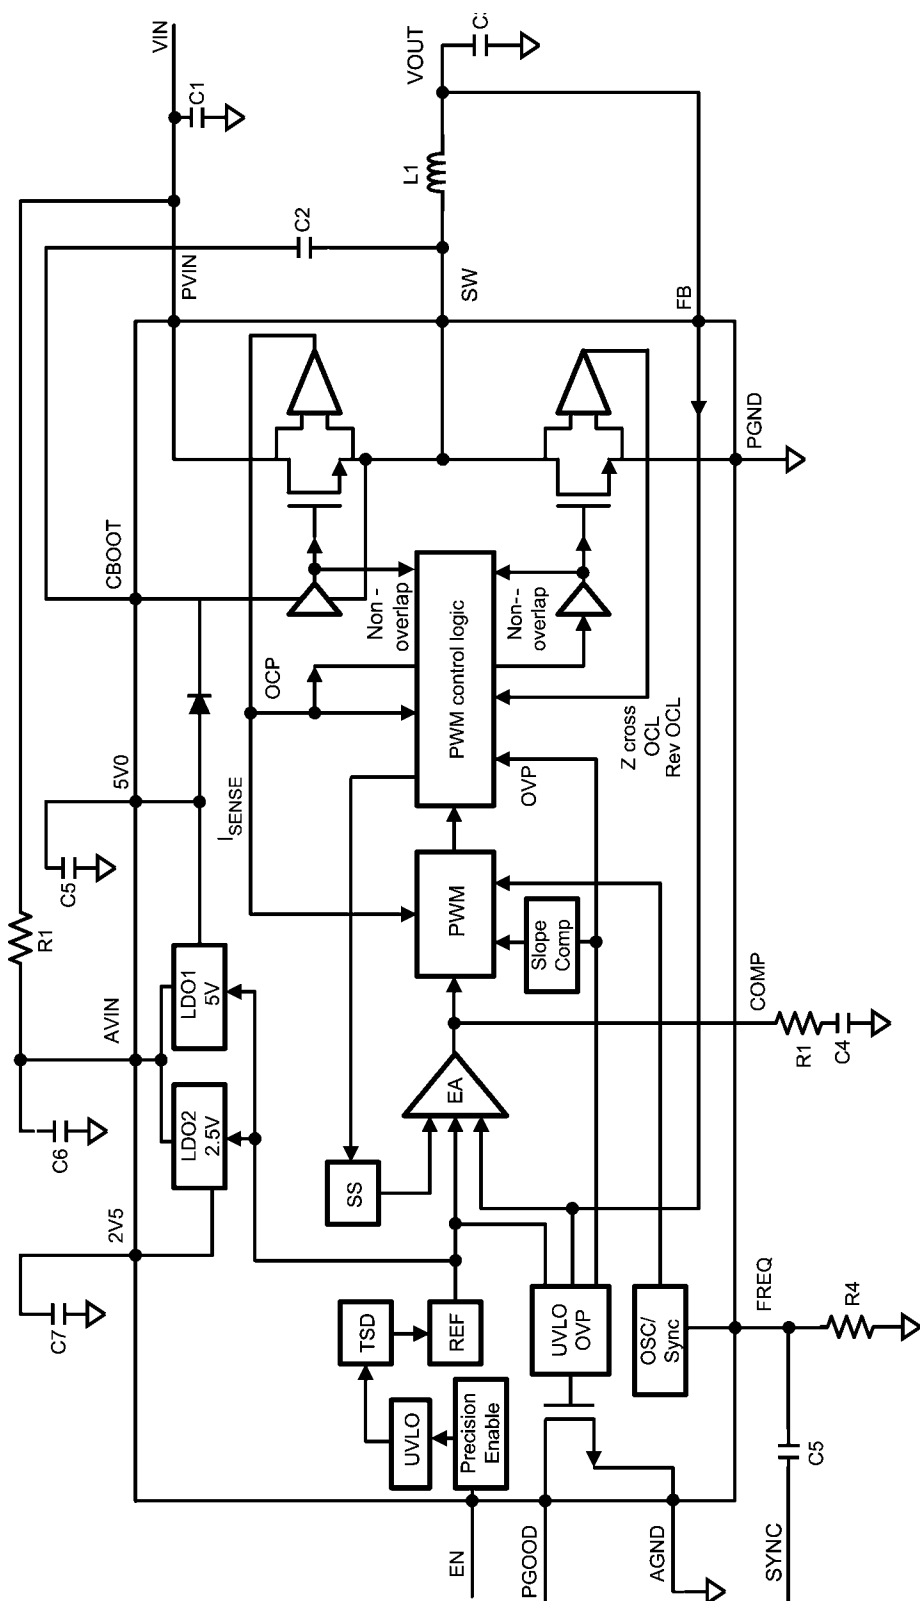 VIN
C1
VOUT
C
L1
C2
PVIN
SW
FB
PGND
CBOOT
Non -
overlap
Non--
overlap
OCP
PWM control logic
Z cross
OCL
Rev OCL
5V0
C5
ISENSE
OVP
R1
PWM
Slope
Comp
AVIN
LDO1
5V
COMP
R1
C4
EA
C6
LDO2
2.5V
SS
2V5
C7
TSD
REF
UVLO
OVP
OSC/
Sync
FREQ
R4
UVLO
Precision
Enable
C5
EN
PGOOD
AGND
SYNC